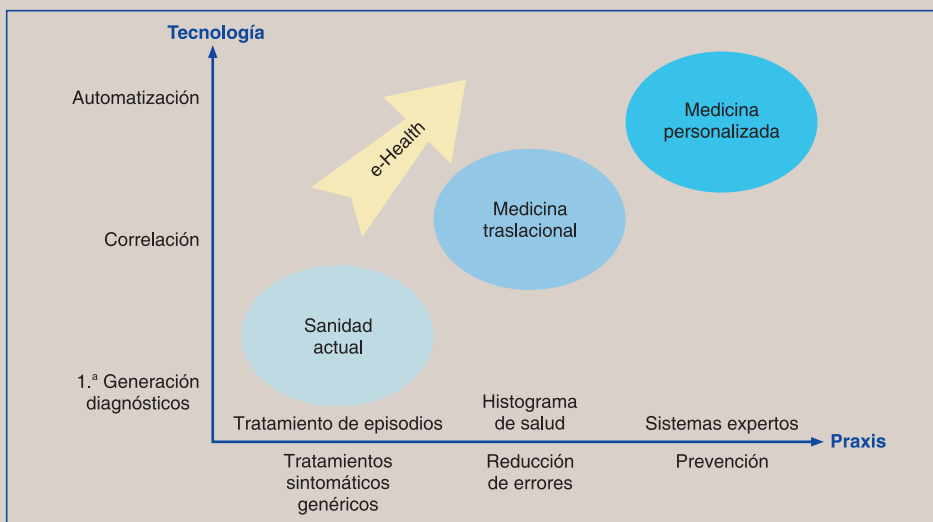 Tecnología
Automatización
Medicina
personalizada
e-Health
Medicina
traslacional
Correlación
Sanidad
actual
1.ª Generación
diagnósticos
Tratamiento de episodios
Histograma
de salud
Sistemas expertos
Praxis
Tratamientos
sintomáticos
genéricos
Reducción
de errores
Prevención